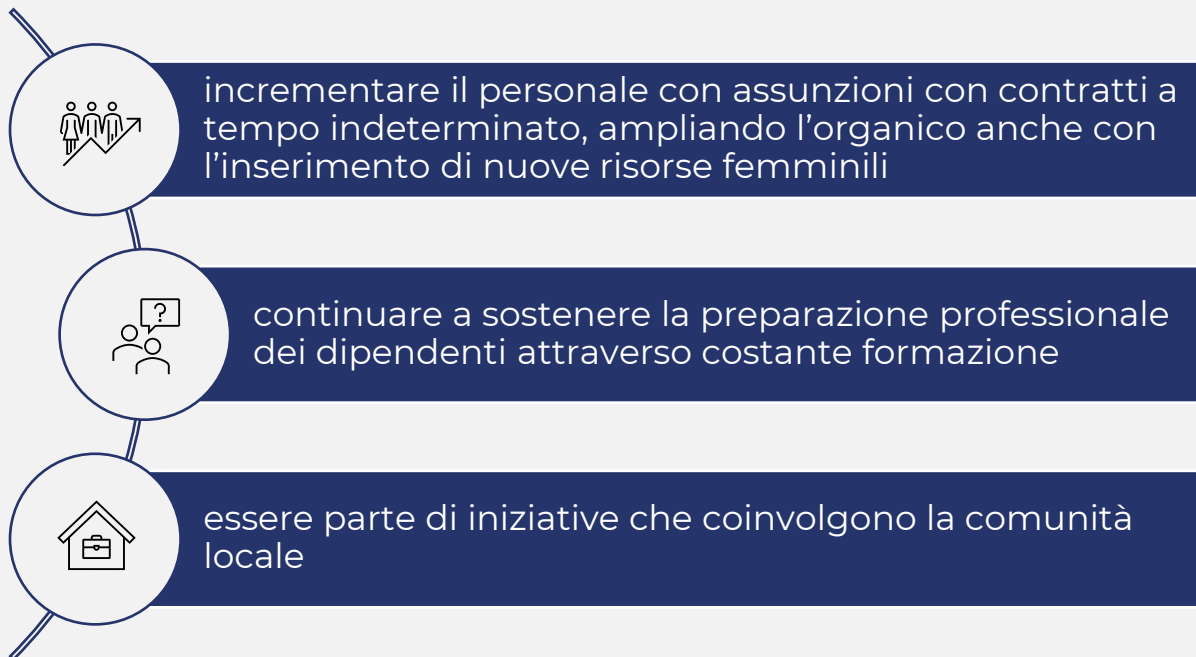 incrementare il personale con assunzioni con contratti a
tempo indeterminato, ampliando l’organico anche con
l’inserimento di nuove risorse femminili
?
continuare a sostenere la preparazione professionale
dei dipendenti attraverso costante formazione
essere parte di iniziative che coinvolgono la comunità
locale